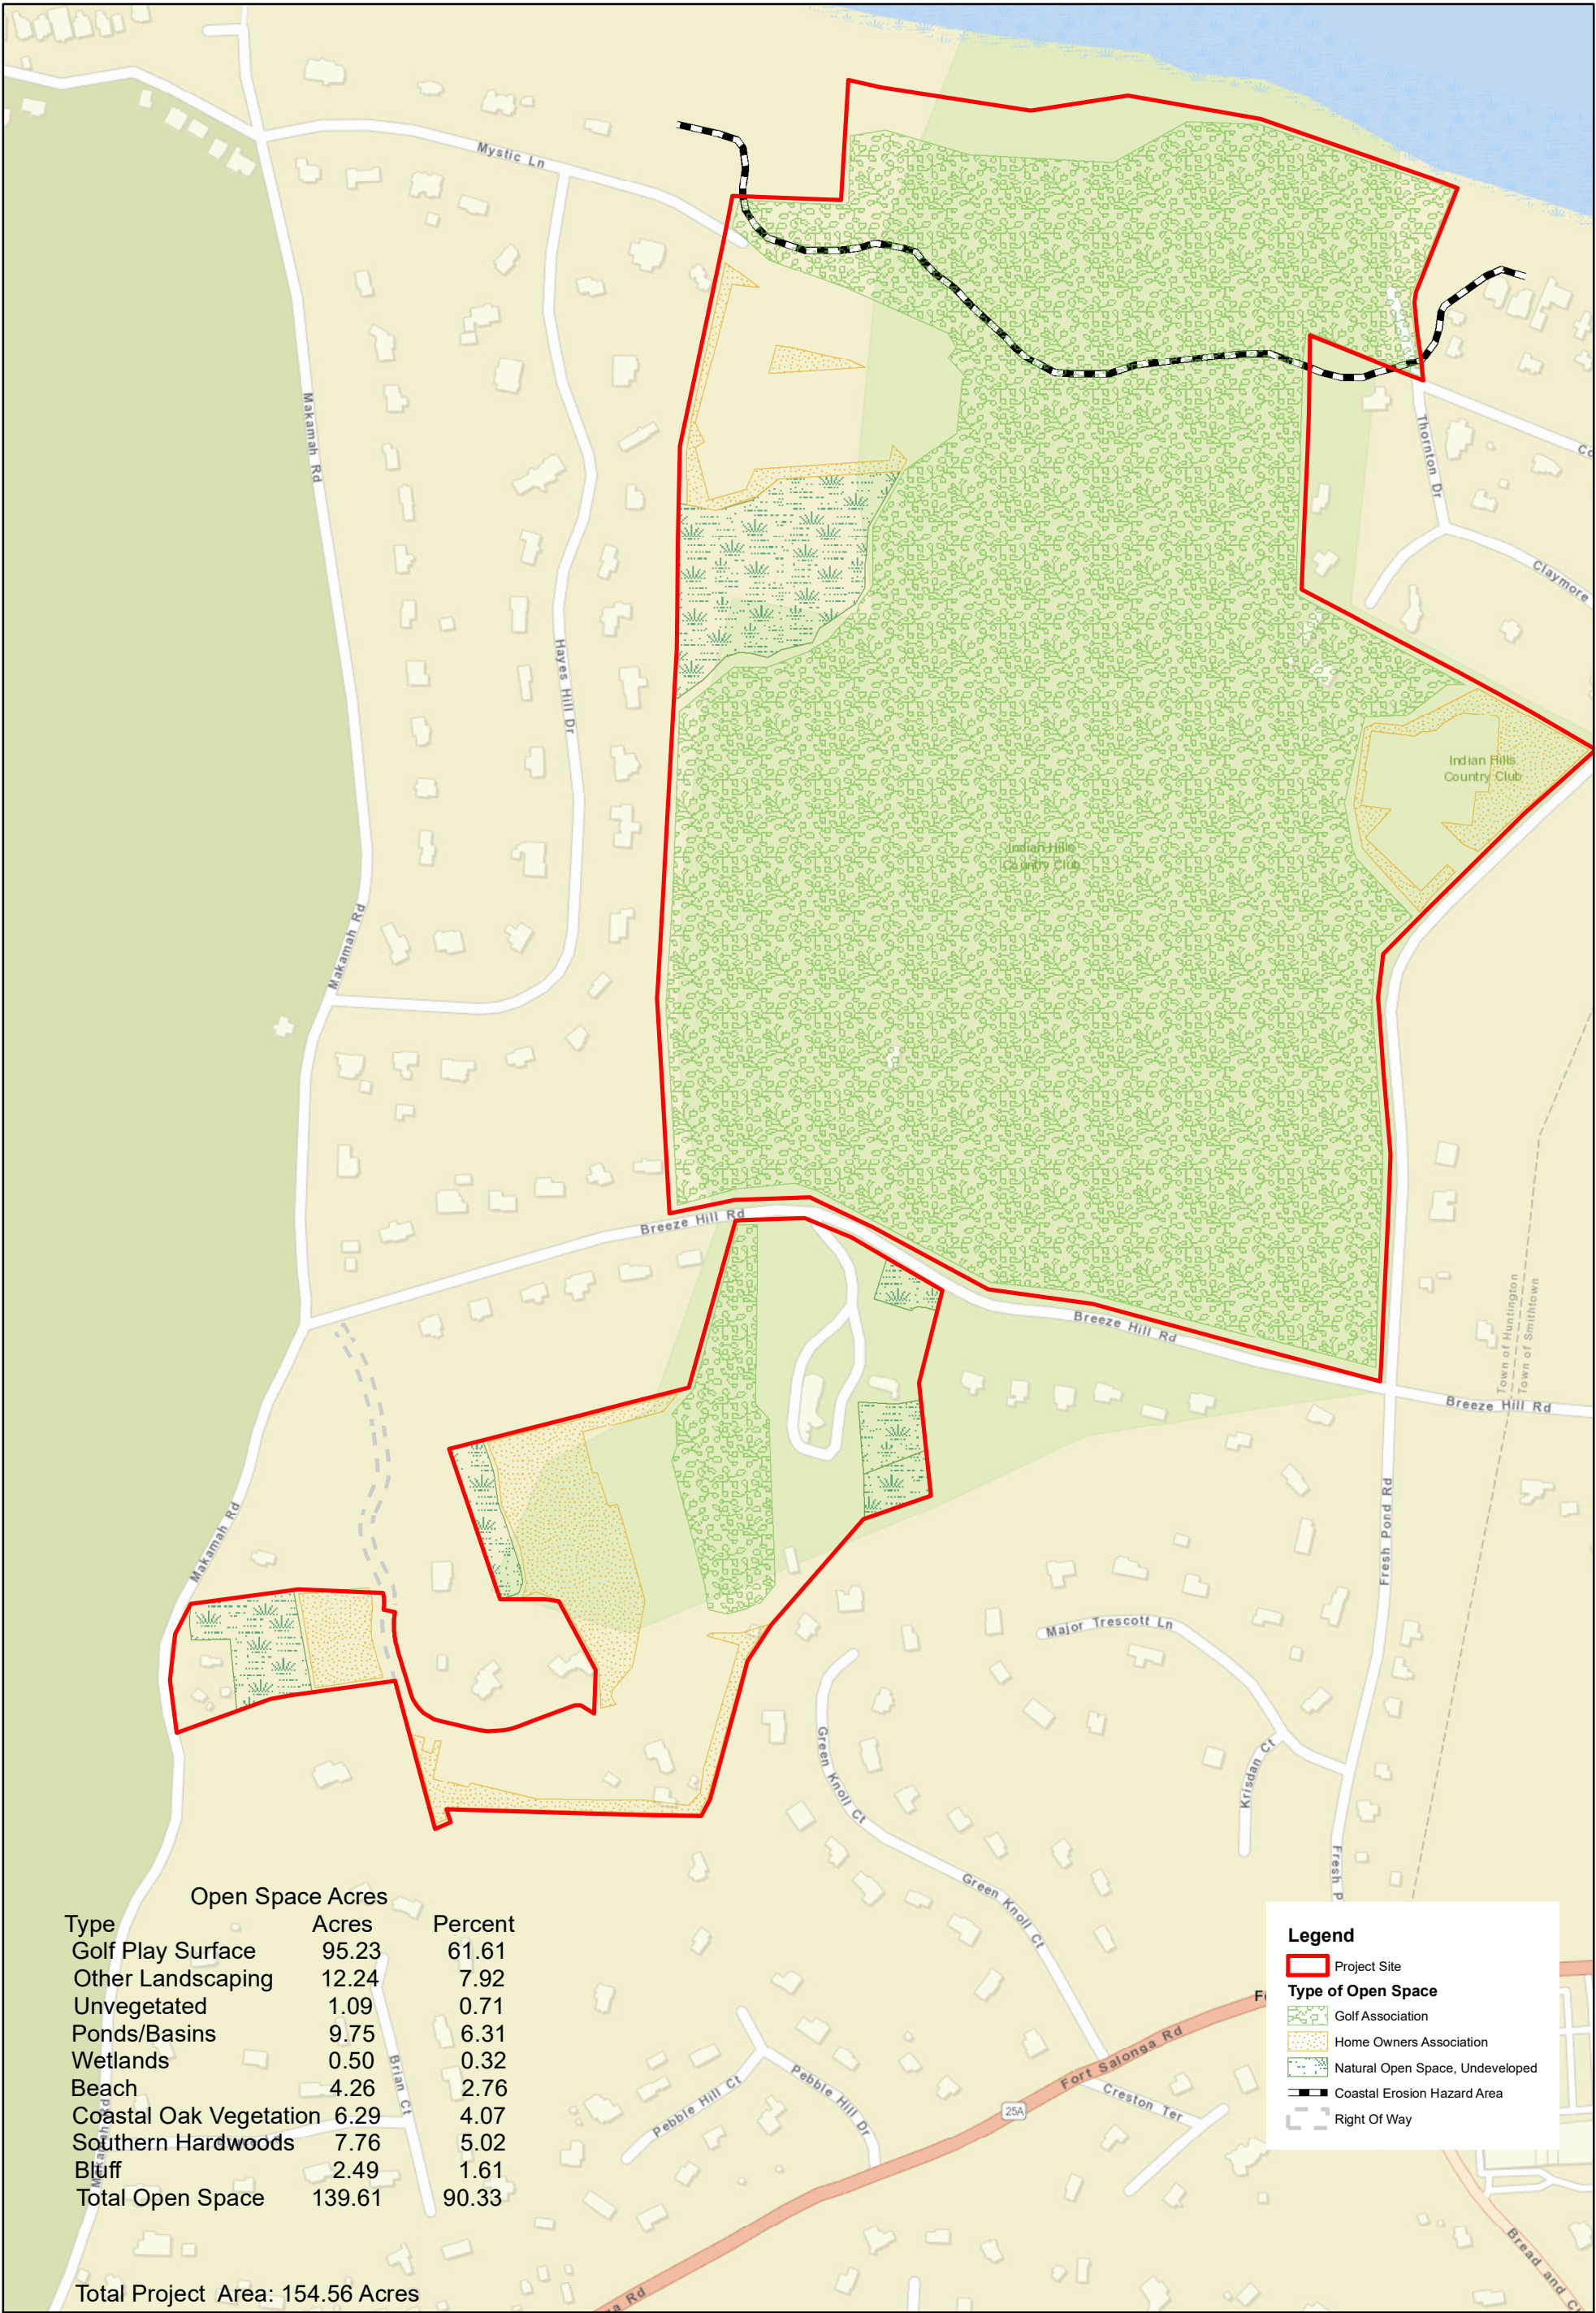 Mystic Ln
Makamah Rd
Thornton Dr
Co
Claymore
Hayes Hill Dr
Indian Hills
Country Club
Indian Hills
Country Club
Makamah Rd
Breeze Hill Rd
Breeze Hill Rd
Town of Huntington
Town of Smithtown
Breeze Hill Rd
Makamah Rd
Fresh Pond Rd
Major Trescott Ln
Green Knoll Ct
Krisdan Ct
Fresh P
Green Knoll Ct
Open Space Acres
Type Acres Percent
Golf Play Surface 95.23 61.61
Other Landscaping 12.24 7.92
Unvegetated 1.09 0.71
Ponds/Basins 9.75 6.31
Wetlands 0.50 0.32
Beach 4.26 2.76
Coastal Oak Vegetation 6.29 4.07
Southern Hardwoods 7.76 5.02
Bluff 2.49 1.61
Total Open Space 139.61 90.33
Total Project Area: 154.56 Acres
Makamah Rd
Brian Ct
Pebble Hill Ct
Pebble Hill Dr
Fort Salonga Rd
25A
Creston Ter
Fo
Legend
Project Site
Type of Open Space
Golf Association
Home Owners Association
Natural Open Space, Undeveloped
Coastal Erosion Hazard Area
Right Of Way
Bread and C
a Rd